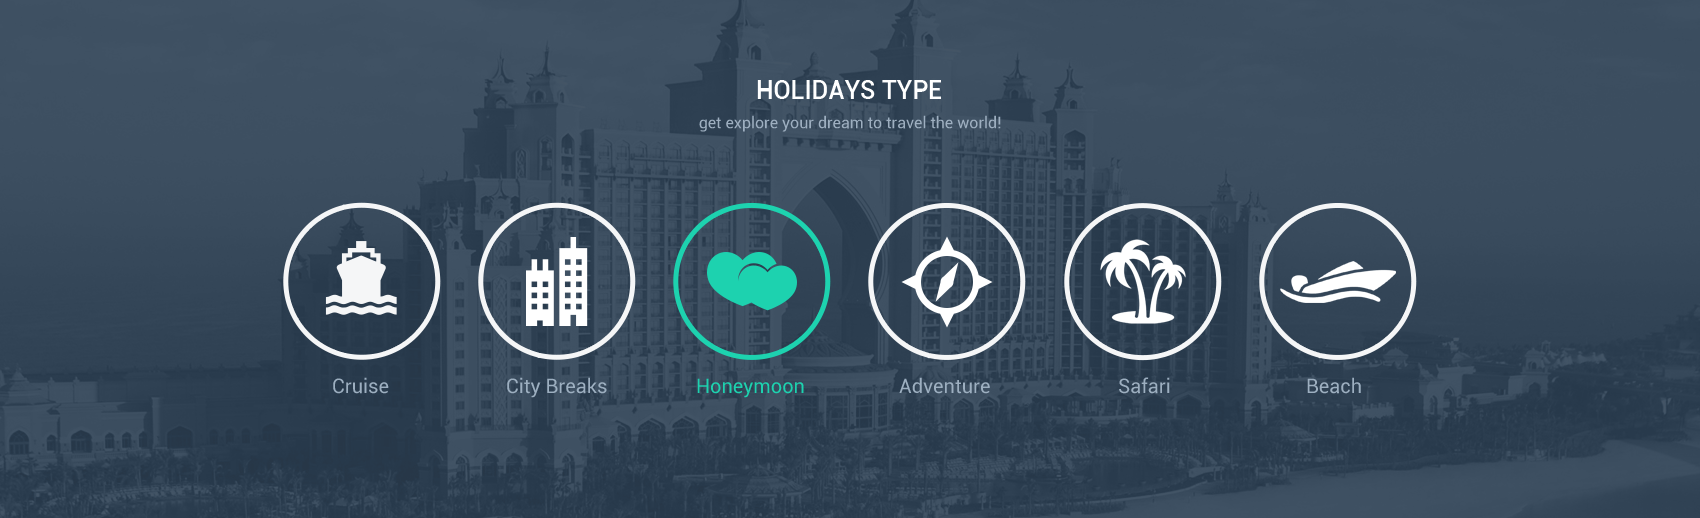 HOLIDAYS TYPE
get explore your dream to travel the world!
Cruise
City Breaks
Honeymoon
Adventure
Safari
Beach